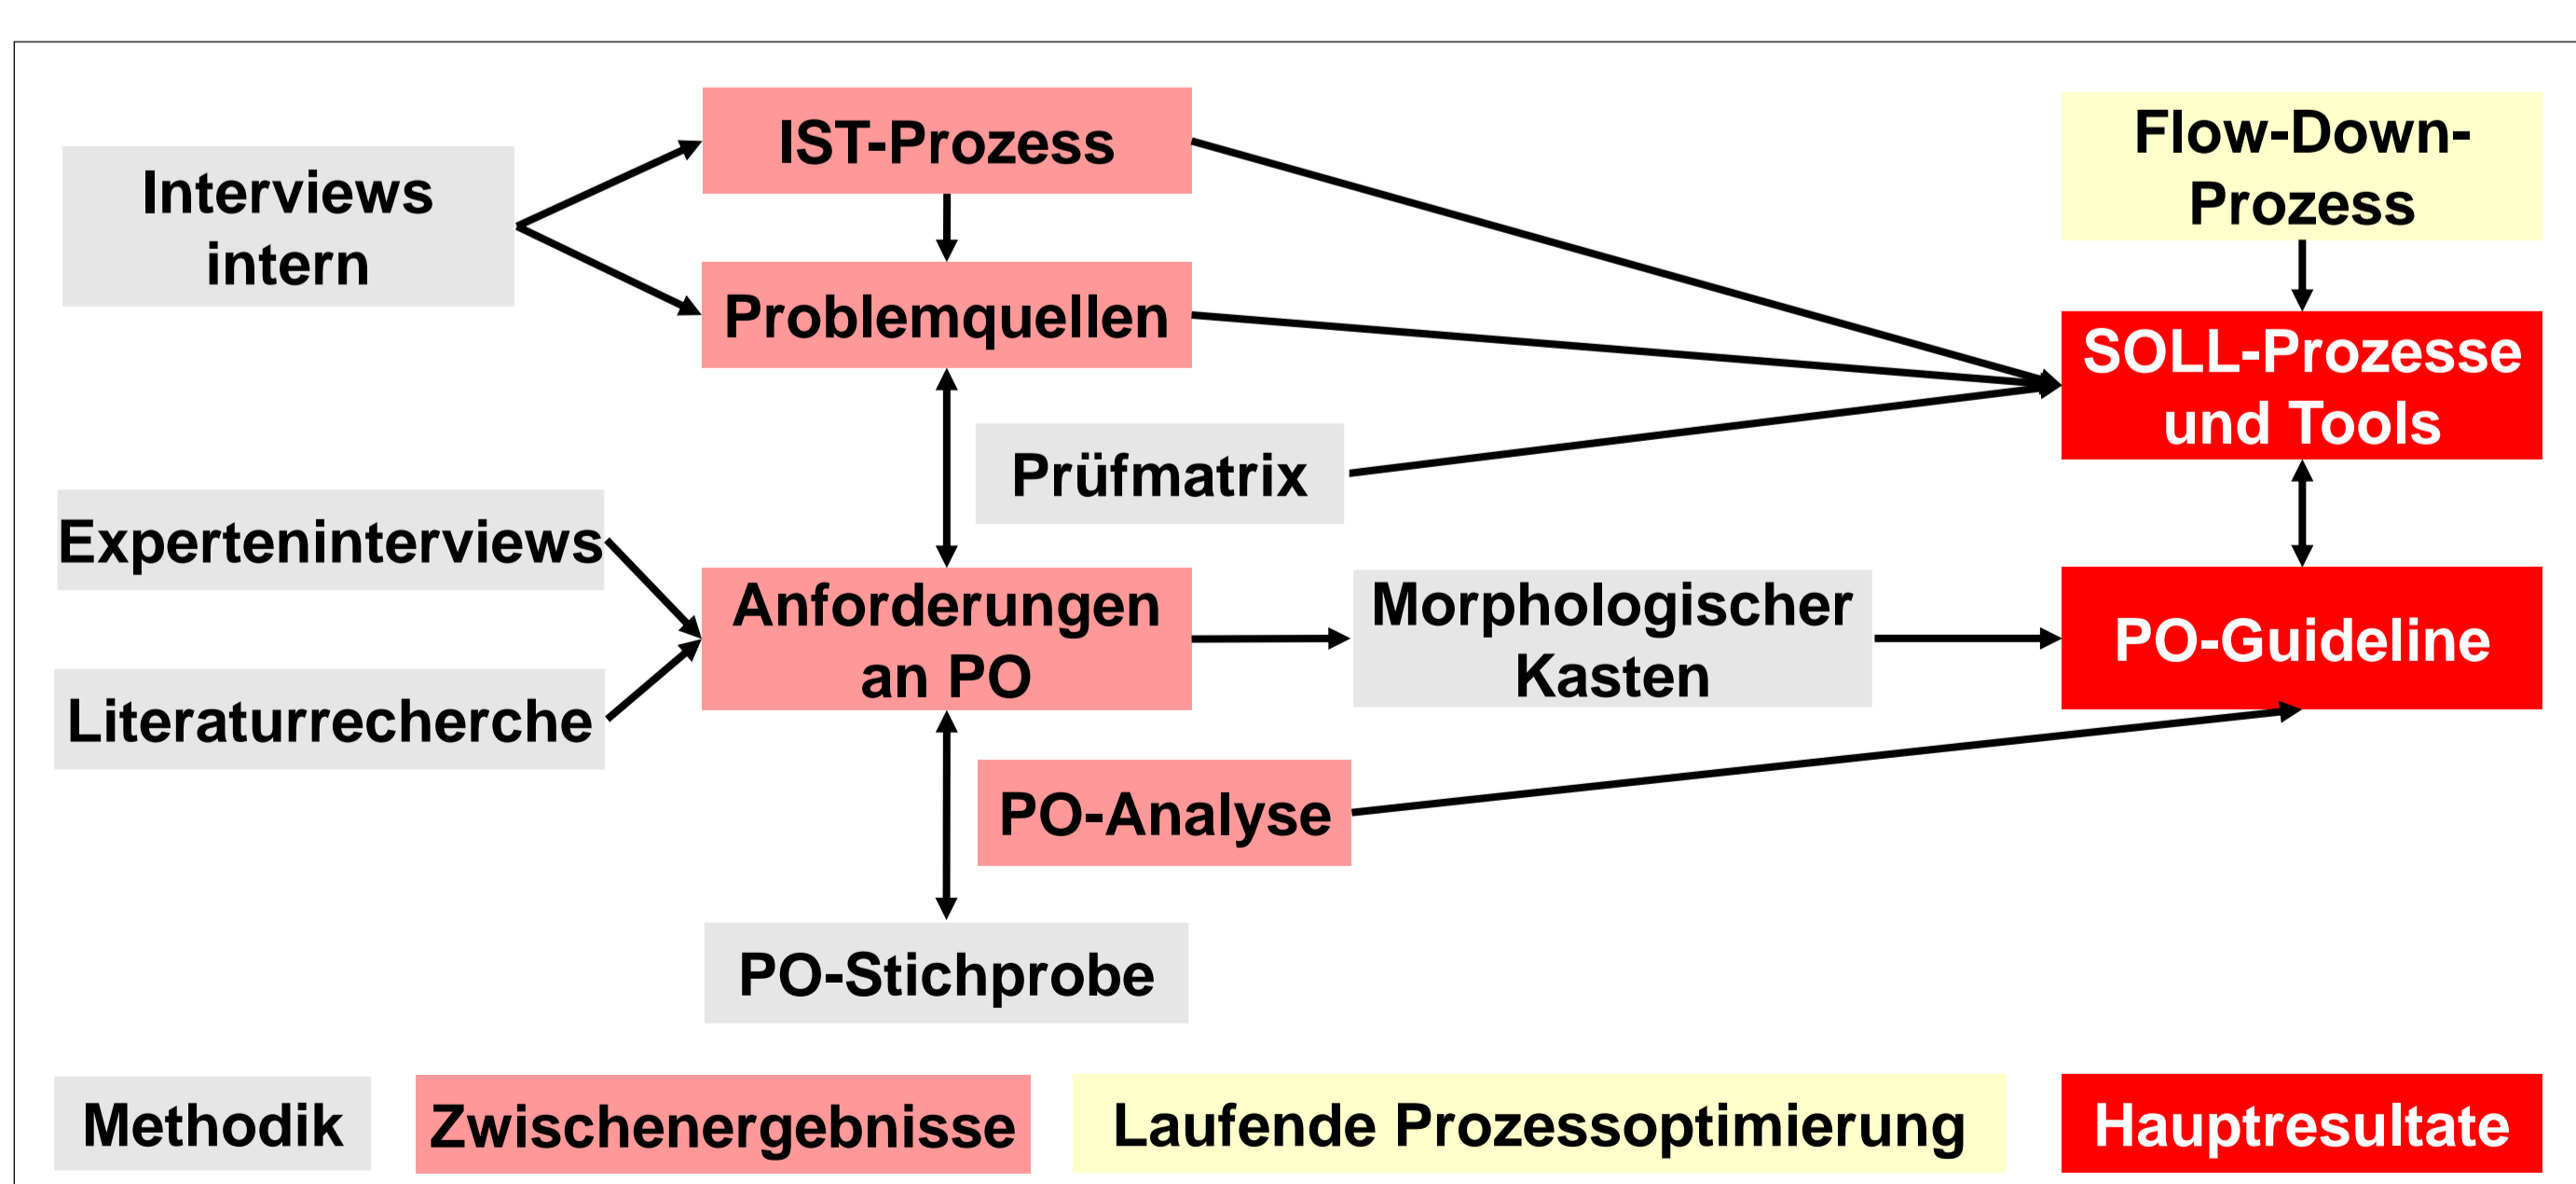 IST-Prozess
Flow-Down-
Prozess
Interviews
intern
Problemquellen
SOLL-Prozesse
und Tools
Prüfmatrix
Experteninterviews
Anforderungen
an PO
Morphologischer
Kasten
PO-Guideline
Literaturrecherche
PO-Analyse
PO-Stichprobe
Methodik
Zwischenergebnisse
Laufende Prozessoptimierung
Hauptresultate